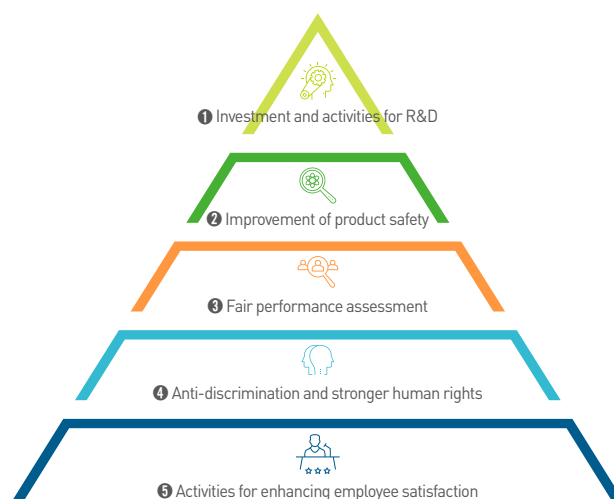 ❶ Investment and activities for R&D
❷ Improvement of product safety
❸ Fair performance assessment
❹ Anti-discrimination and stronger human rights
❺ Activities for enhancing employee satisfaction